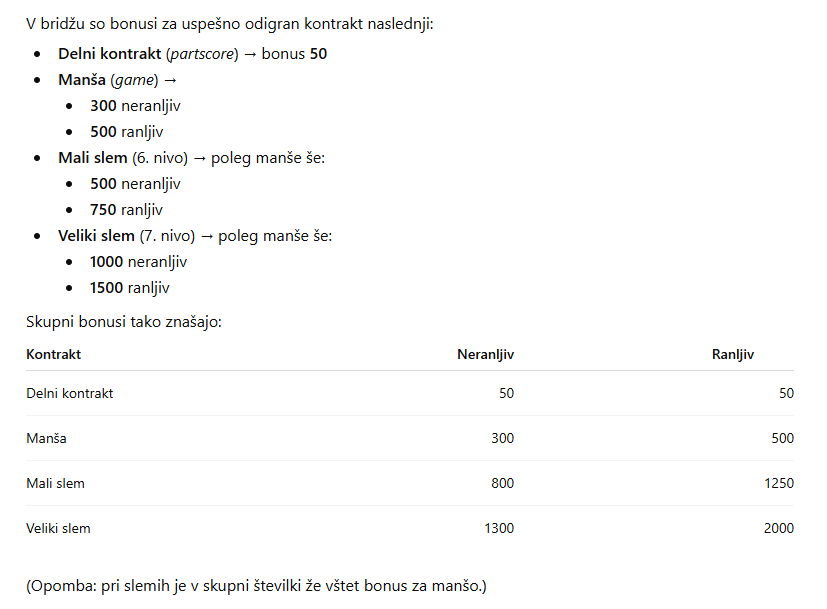 V bridžu so bonusi za uspešno odigran kontrakt naslednji:
• Delni kontrakt (partscore) → bonus 50
• Manša (game) →
• 300 neranljiv
• 500 ranljiv
• Mali slem (6. nivo) → poleg manše še:
• 500 neranljiv
• 750 ranljiv
• Veliki slem (7. nivo) → poleg manše še:
• 1000 neranljiv
• 1500 ranljiv
Skupni bonusi tako znašajo:
Kontrakt Neranljiv Ranljiv
Delni kontrakt 50 50
Manša 300 500
Mali slem 800 1250
Veliki slem 1300 2000
(Opomba: pri slemih je v skupni številki že vštet bonus za manšo.)